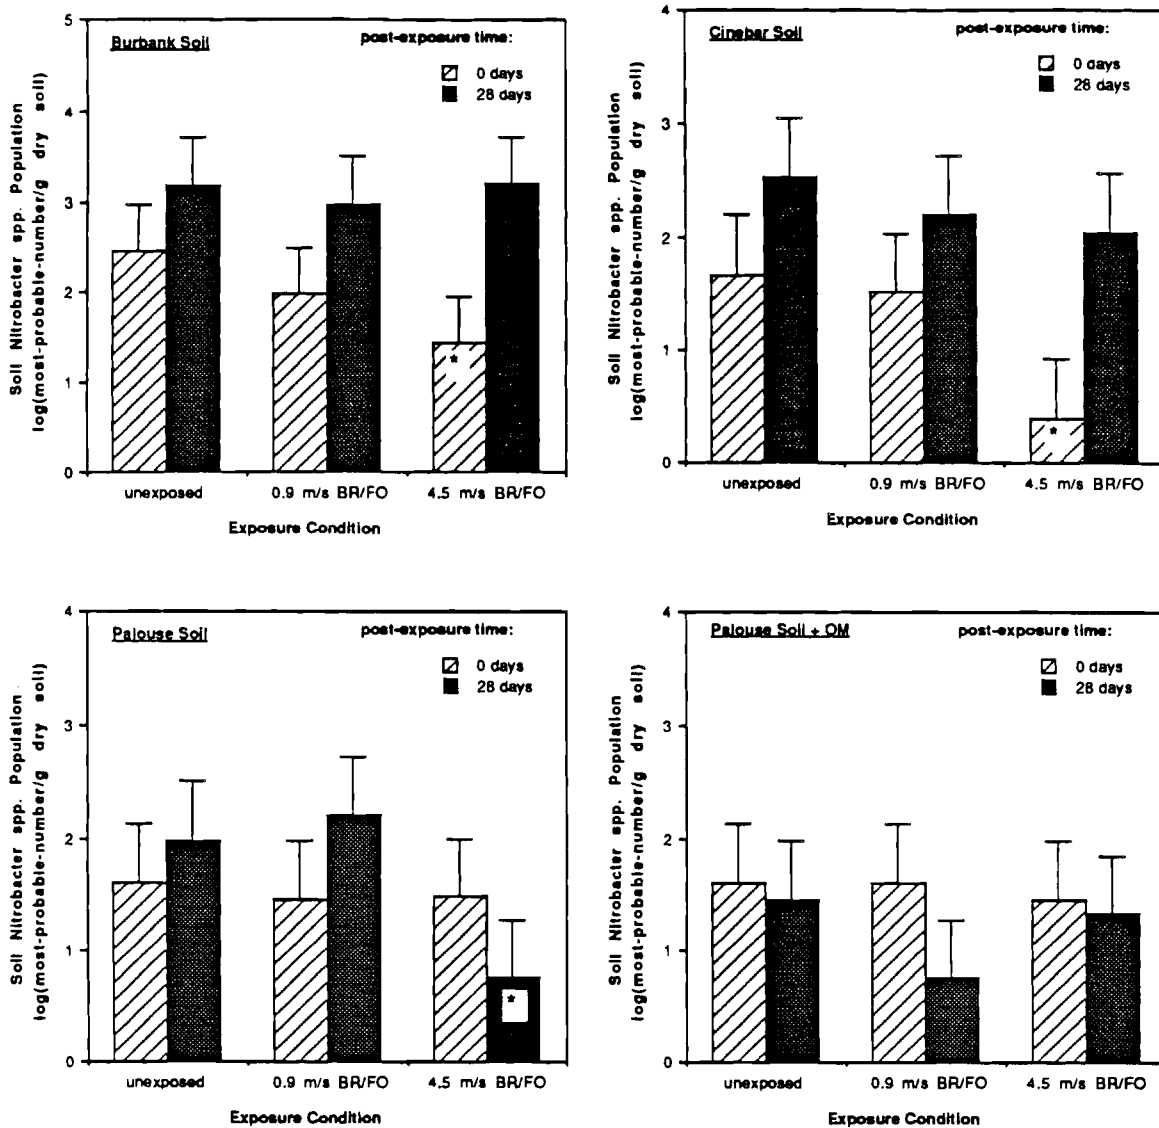 Burbank Soil
post-exposure time:
0 days
28 days
Soil Nitrobacter spp. Population
log(most-probable-number/g dry soil)
5
4
3
2
1
0
unexposed 0.9 m/s BR/FO 4.5 m/s BR/FO
Exposure Condition
*
Cinebar Soil
post-exposure time:
0 days
28 days
Soil Nitrobacter spp. Population
log(most-probable-number/g dry soil)
4
3
2
1
0
unexposed 0.9 m/s BR/FO 4.5 m/s BR/FO
Exposure Condition
*
Palouse Soil
post-exposure time:
0 days
28 days
Soil Nitrobacter spp. Population
log(most-probable-number/g dry soil)
4
3
2
1
0
unexposed 0.9 m/s BR/FO 4.5 m/s BR/FO
Exposure Condition
*
Palouse Soil + OM
post-exposure time:
0 days
28 days
Soil Nitrobacter spp. Population
log(most-probable-number/g dry soil)
4
3
2
1
0
unexposed 0.9 m/s BR/FO 4.5 m/s BR/FO
Exposure Condition